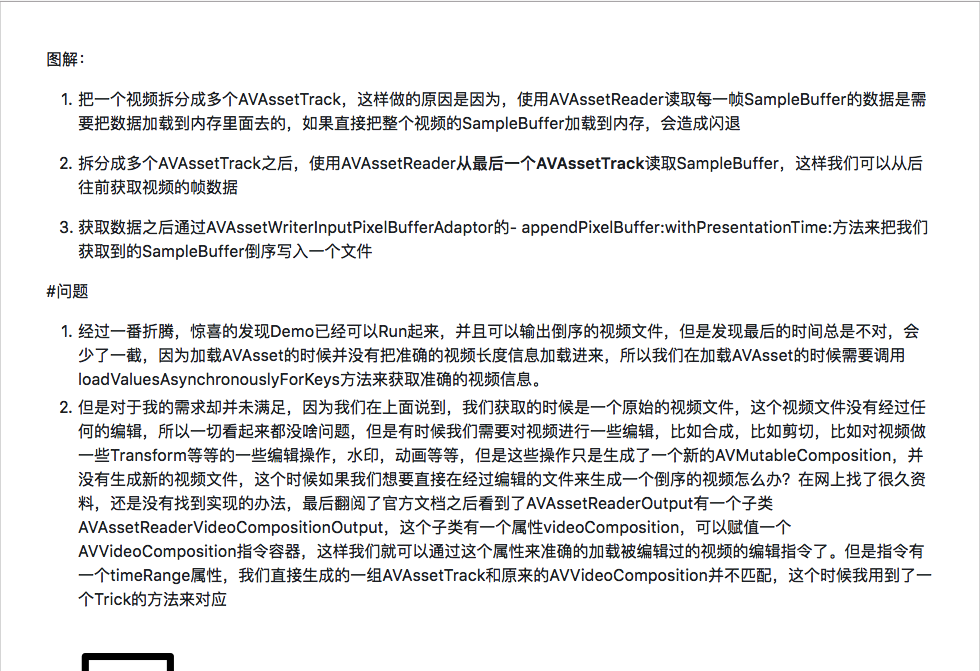 图解：
1. 把一个视频拆分成多个AVAssetTrack，这样做的原因是因为，使用AVAssetReader读取每一帧SampleBuffer的数据是需
要把数据加载到内存里面去的，如果直接把整个视频的SampleBuffer加载到内存，会造成闪退
2. 拆分成多个AVAssetTrack之后，使用AVAssetReader从最后一个AVAssetTrack读取SampleBuffer，这样我们可以从后
往前获取视频的帧数据
3. 获取数据之后通过AVAssetWriterInputPixelBufferAdaptor的- appendPixelBuffer:withPresentationTime:方法来把我们
获取到的SampleBuffer倒序写入一个文件
#问题
1. 经过一番折腾，惊喜的发现Demo已经可以Run起来，并且可以输出倒序的视频文件，但是发现最后的时间总是不对，会
少了一截，因为加载AVAsset的时候并没有把准确的视频长度信息加载进来，所以我们在加载AVAsset的时候需要调用
loadValuesAsynchronouslyForKeys方法来获取准确的视频信息。
2. 但是对于我的需求却并未满足，因为我们在上面说到，我们获取的时候是一个原始的视频文件，这个视频文件没有经过任
何的编辑，所以一切看起来都没啥问题，但是有时候我们需要对视频进行一些编辑，比如合成，比如剪切，比如对视频做
一些Transform等等的一些编辑操作，水印，动画等等，但是这些操作只是生成了一个新的AVMutableComposition，并
没有生成新的视频文件，这个时候如果我们想要直接在经过编辑的文件来生成一个倒序的视频怎么办？在网上找了很久资
料，还是没有找到实现的办法，最后翻阅了官方文档之后看到了AVAssetReaderOutput有一个子类
AVAssetReaderVideoCompositionOutput，这个子类有一个属性videoComposition，可以赋值一个
AVVideoComposition指令容器，这样我们就可以通过这个属性来准确的加载被编辑过的视频的编辑指令了。但是指令有
一个timeRange属性，我们直接生成的一组AVAssetTrack和原来的AVVideoComposition并不匹配，这个时候我用到了一
个Trick的方法来对应